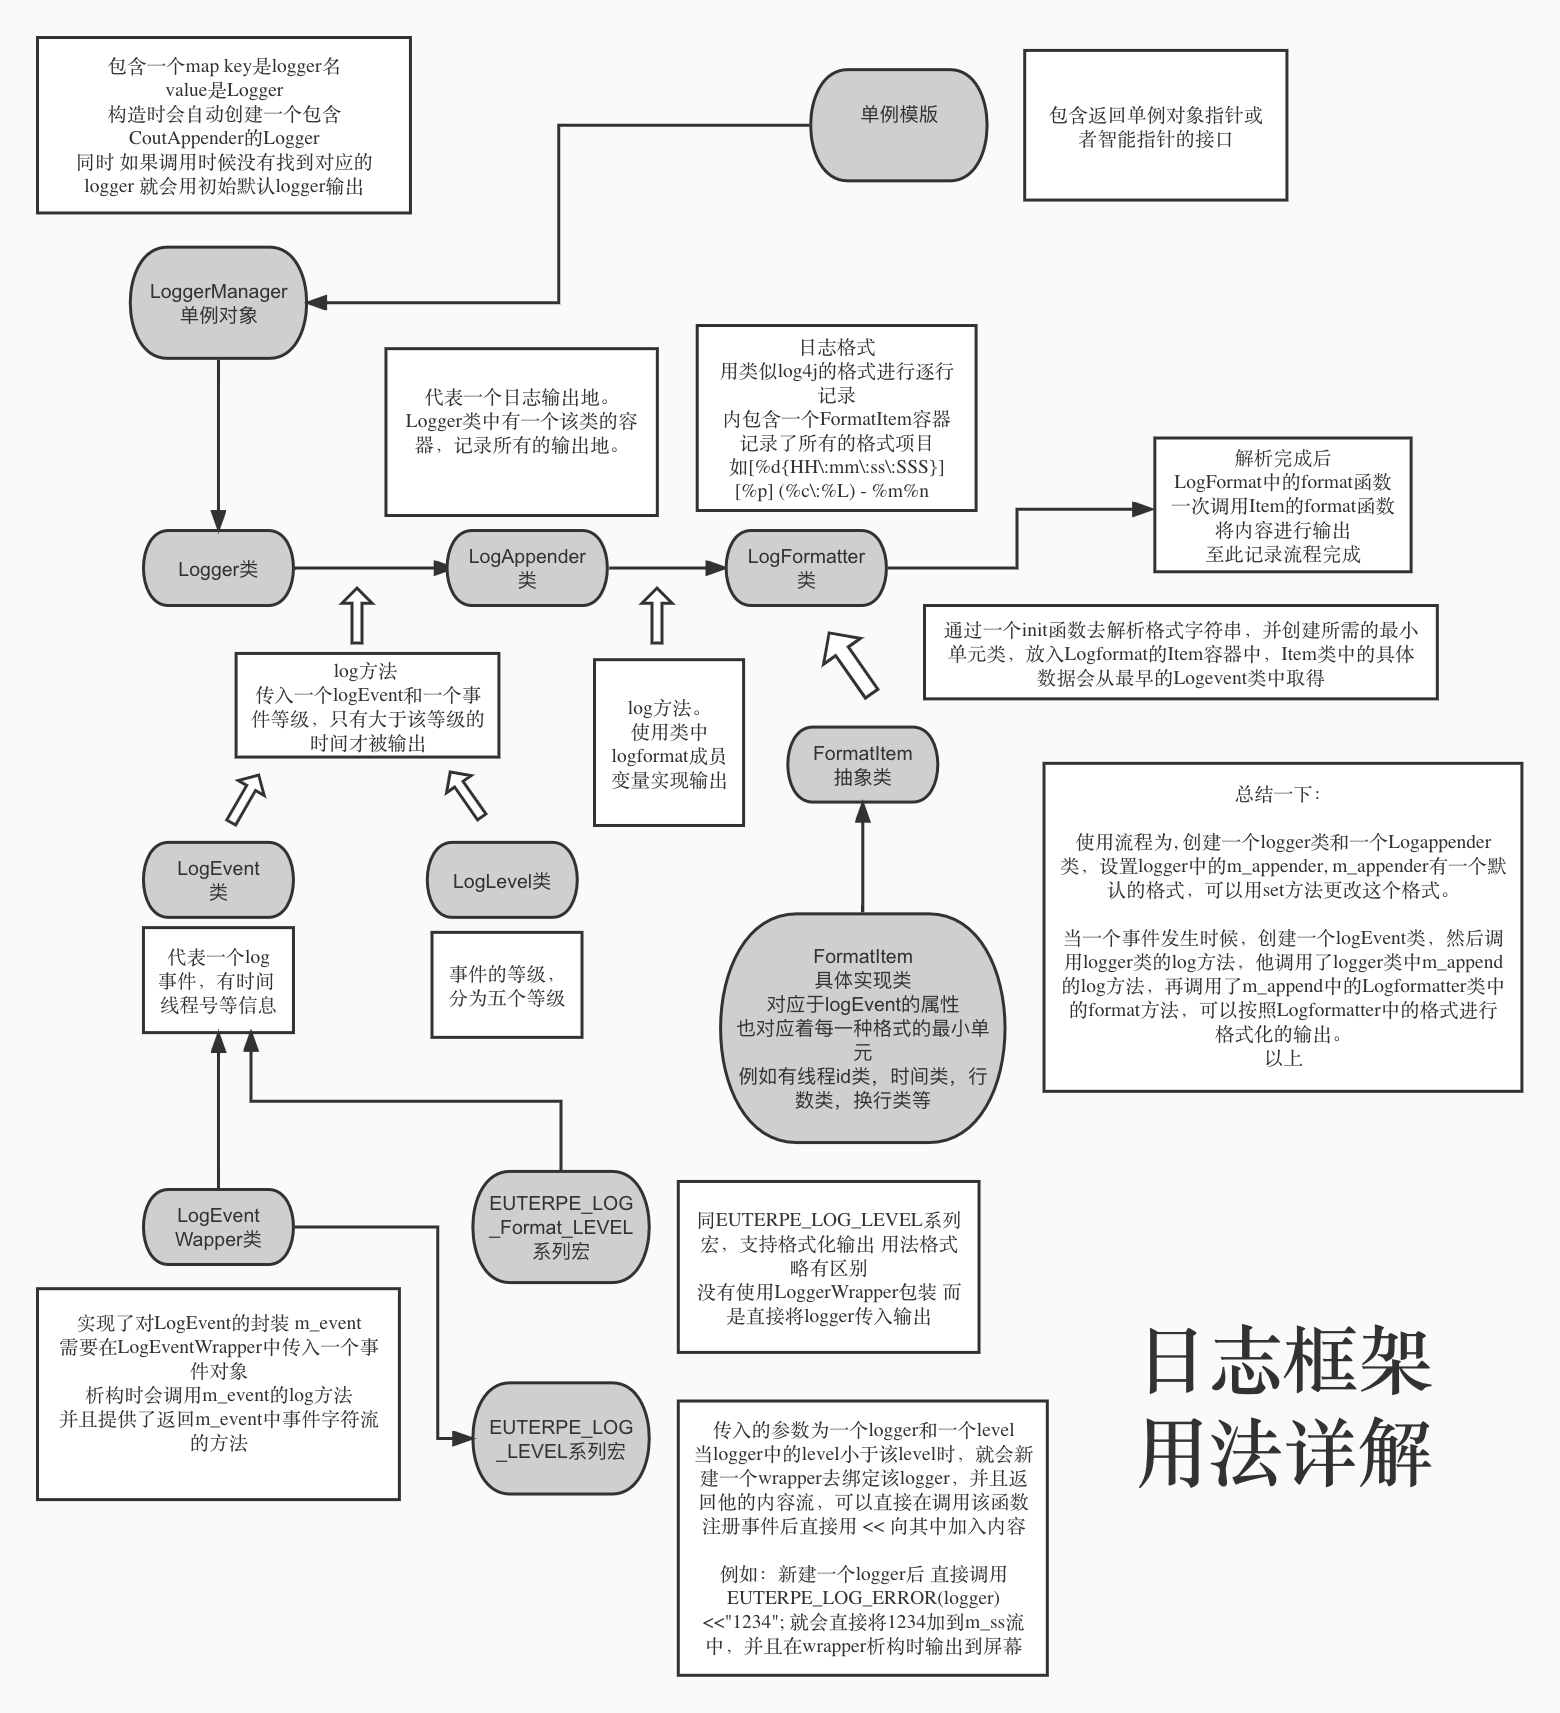 包含一个map key是logger名
value是Logger
构造时会自动创建一个包含
CoutAppender的Logger
同时 如果调用时候没有找到对应的
logger 就会用初始默认logger输出
单例模版
包含返回单例对象指针或
者智能指针的接口
LoggerManager
单例对象
代表一个日志输出地。
Logger类中有一个该类的容
器，记录所有的输出地。
日志格式
用类似log4j的格式进行逐行
记录
内包含一个FormatItem容器
记录了所有的格式项目
如[%d{HH\:mm\:ss\:SSS}]
[%p] (%c\:%L) - %m%n
解析完成后
LogFormat中的format函数
一次调用Item的format函数
将内容进行输出
至此记录流程完成
Logger类
LogAppender
类
LogFormatter
类
通过一个init函数去解析格式字符串，并创建所需的最小
单元类，放入Logformat的Item容器中，Item类中的具体
数据会从最早的Logevent类中取得
log方法
传入一个logEvent和一个事
件等级，只有大于该等级的
时间才被输出
log方法。
使用类中
logformat成员
变量实现输出
FormatItem
抽象类
LogEvent
类
LogLevel类
代表一个log
事件，有时间
线程号等信息
事件的等级，
分为五个等级
FormatItem
具体实现类
对应于logEvent的属性
也对应着每一种格式的最小单
元
例如有线程id类，时间类，行
数类，换行类等
总结一下：
使用流程为, 创建一个logger类和一个Logappender
类，设置logger中的m_appender, m_appender有一个默
认的格式，可以用set方法更改这个格式。
当一个事件发生时候，创建一个logEvent类，然后调
用logger类的log方法，他调用了logger类中m_append
的log方法，再调用了m_append中的Logformatter类中
的format方法，可以按照Logformatter中的格式进行
格式化的输出。
以上
LogEvent
Wapper类
EUTERPE_LOG
_Format_LEVEL
系列宏
同EUTERPE_LOG_LEVEL系列
宏，支持格式化输出 用法格式
略有区别
没有使用LoggerWrapper包装 而
是直接将logger传入输出
实现了对LogEvent的封装 m_event
需要在LogEventWrapper中传入一个事
件对象
析构时会调用m_event的log方法
并且提供了返回m_event中事件字符流
的方法
EUTERPE_LOG
_LEVEL系列宏
传入的参数为一个logger和一个level
当logger中的level小于该level时，就会新
建一个wrapper去绑定该logger，并且返
回他的内容流，可以直接在调用该函数
注册事件后直接用 << 向其中加入内容
例如：新建一个logger后 直接调用
EUTERPE_LOG_ERROR(logger)
<<"1234"; 就会直接将1234加到m_ss流
中，并且在wrapper析构时输出到屏幕
日志框架
用法详解